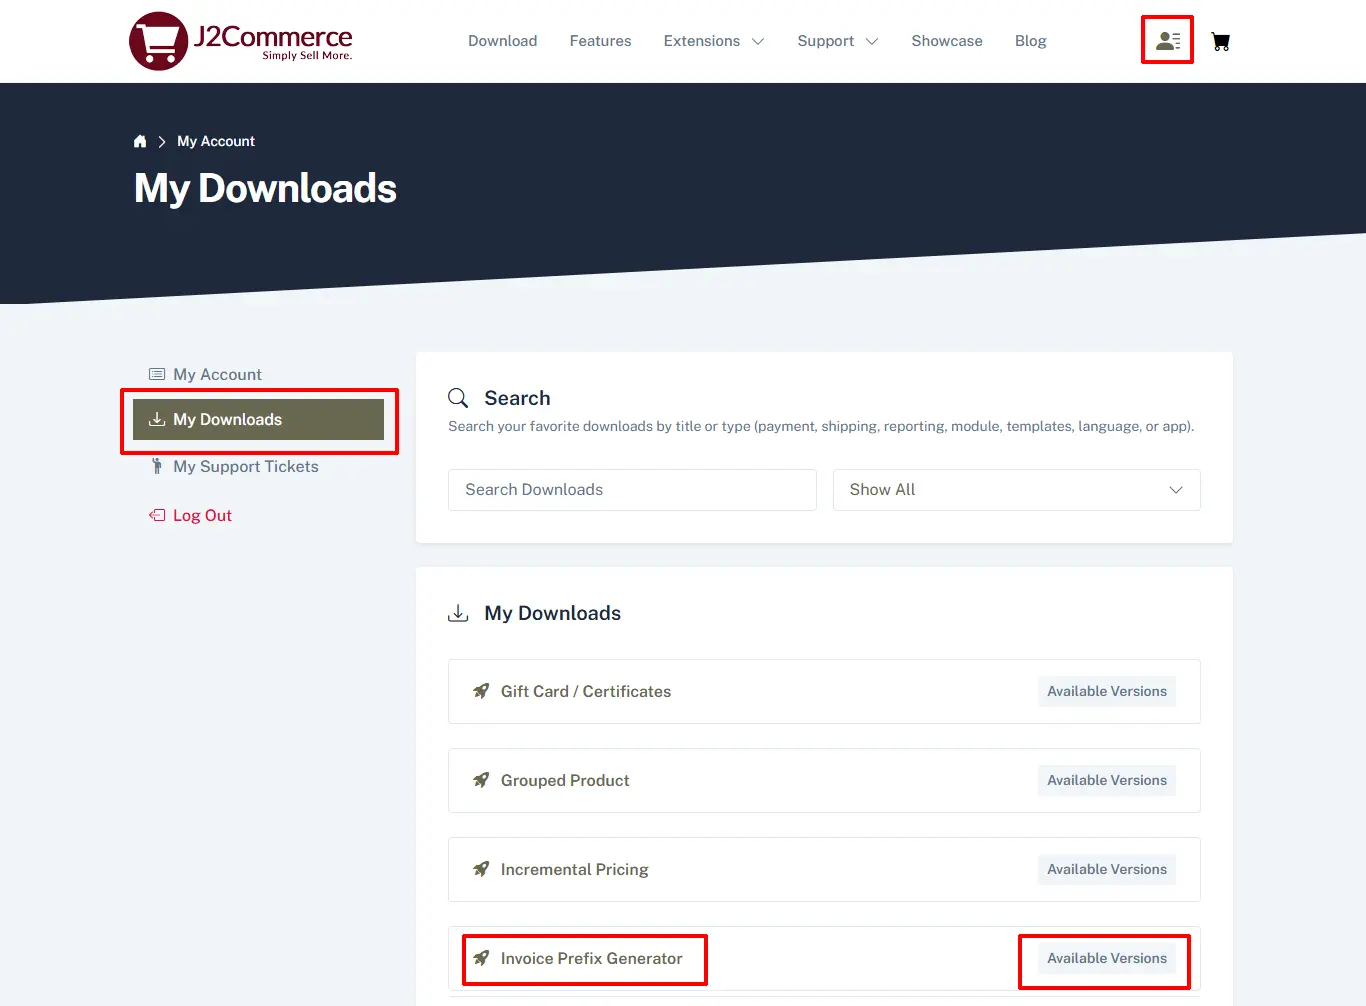 J2Commerce
Simply Sell More.
Download Features Extensions Support Showcase Blog
My Account
My Downloads
My Account
My Downloads
My Support Tickets
Log Out
Search
Search your favorite downloads by title or type (payment, shipping, reporting, module, templates, language, or app).
Search Downloads Show All
My Downloads
Gift Card / Certificates Available Versions
Grouped Product Available Versions
Incremental Pricing Available Versions
Invoice Prefix Generator Available Versions